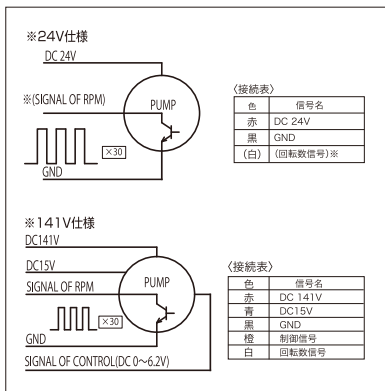 ※24V仕様
DC 24V
※(SIGNAL OF RPM)
PUMP
×30
GND
〈接続表〉
色 信号名
赤 DC 24V
黒 GND
(白) (回転数信号)※
※141V仕様
DC141V
DC15V
SIGNAL OF RPM
PUMP
×30
GND
SIGNAL OF CONTROL(DC 0～6.2V)
〈接続表〉
色 信号名
赤 DC 141V
青 DC15V
黒 GND
橙 制御信号
白 回転数信号